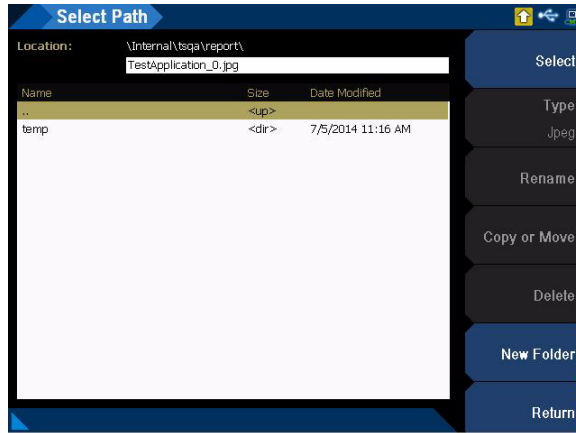 Select Path
Location: \Internal\tsqa\report\
TestApplication_0.jpg
Name Size Date Modified
.. <up>
temp <dir> 7/5/2014 11:16 AM
Select
Type
Jpeg
Rename
Copy or Move
Delete
New Folder
Return